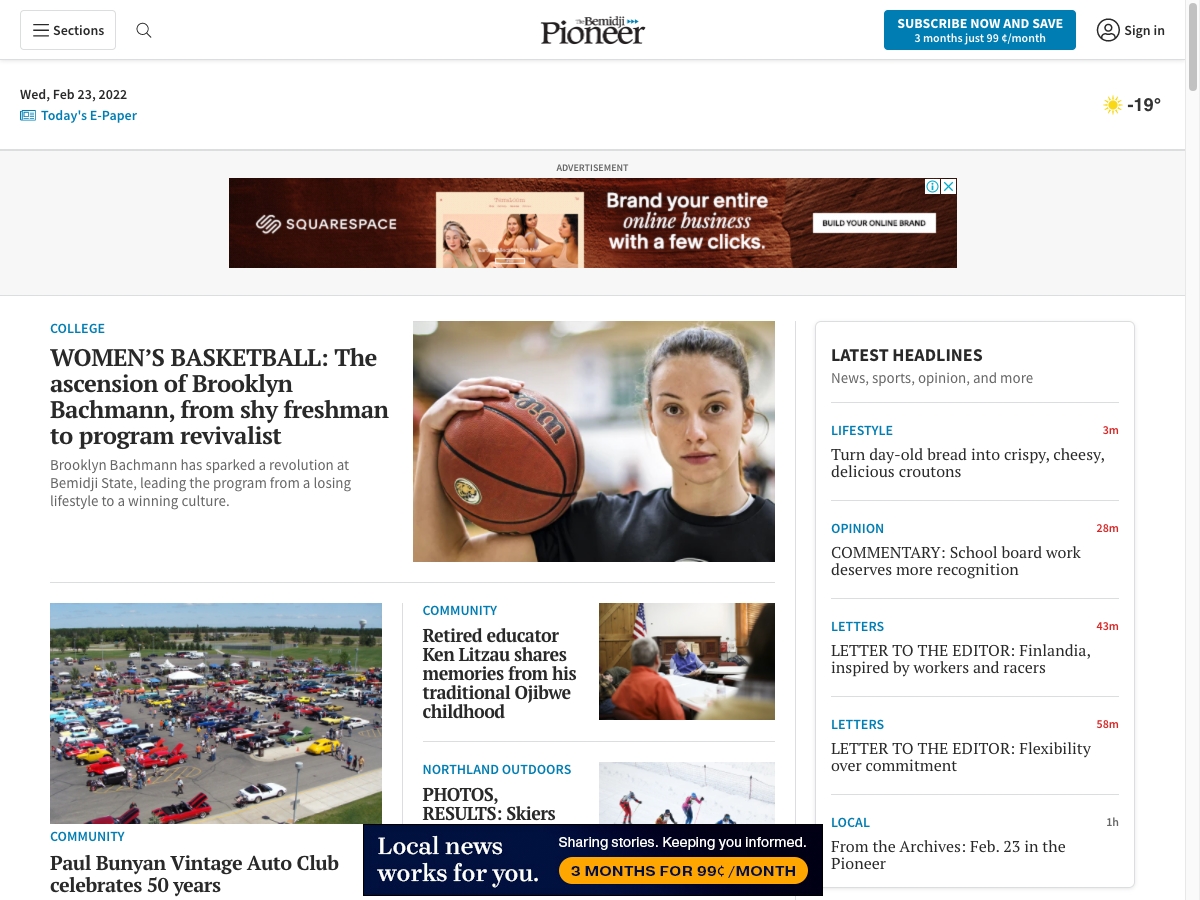 Sections
The Bemidji
Pioneer
SUBSCRIBE NOW AND SAVE
3 months just 99 ¢/month
Sign in
Wed, Feb 23, 2022
Today's E-Paper
-19°
ADVERTISEMENT
SQUARESPACE
Brand your entire
online business
with a few clicks.
BUILD YOUR ONLINE BRAND
COLLEGE
WOMEN’S BASKETBALL: The
ascension of Brooklyn
Bachmann, from shy freshman
to program revivalist
Brooklyn Bachmann has sparked a revolution at
Bemidji State, leading the program from a losing
lifestyle to a winning culture.
COMMUNITY
Paul Bunyan Vintage Auto Club
celebrates 50 years
COMMUNITY
Retired educator
Ken Litzau shares
memories from his
traditional Ojibwe
childhood
NORTHLAND OUTDOORS
PHOTOS,
RESULTS: Skiers
LATEST HEADLINES
News, sports, opinion, and more
LIFESTYLE 3m
Turn day-old bread into crispy, cheesy,
delicious croutons
OPINION 28m
COMMENTARY: School board work
deserves more recognition
LETTERS 43m
LETTER TO THE EDITOR: Finlandia,
inspired by workers and racers
LETTERS 58m
LETTER TO THE EDITOR: Flexibility
over commitment
LOCAL 1h
From the Archives: Feb. 23 in the
Pioneer
Local news
works for you.
Sharing stories. Keeping you informed.
3 MONTHS FOR 99¢ /MONTH